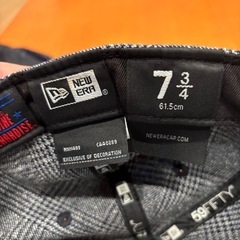 NEW ERA
7 3/4
61.5cm
EXCLUSIVE OF DECORATION
NEWERACAP.COM
59FIFTY